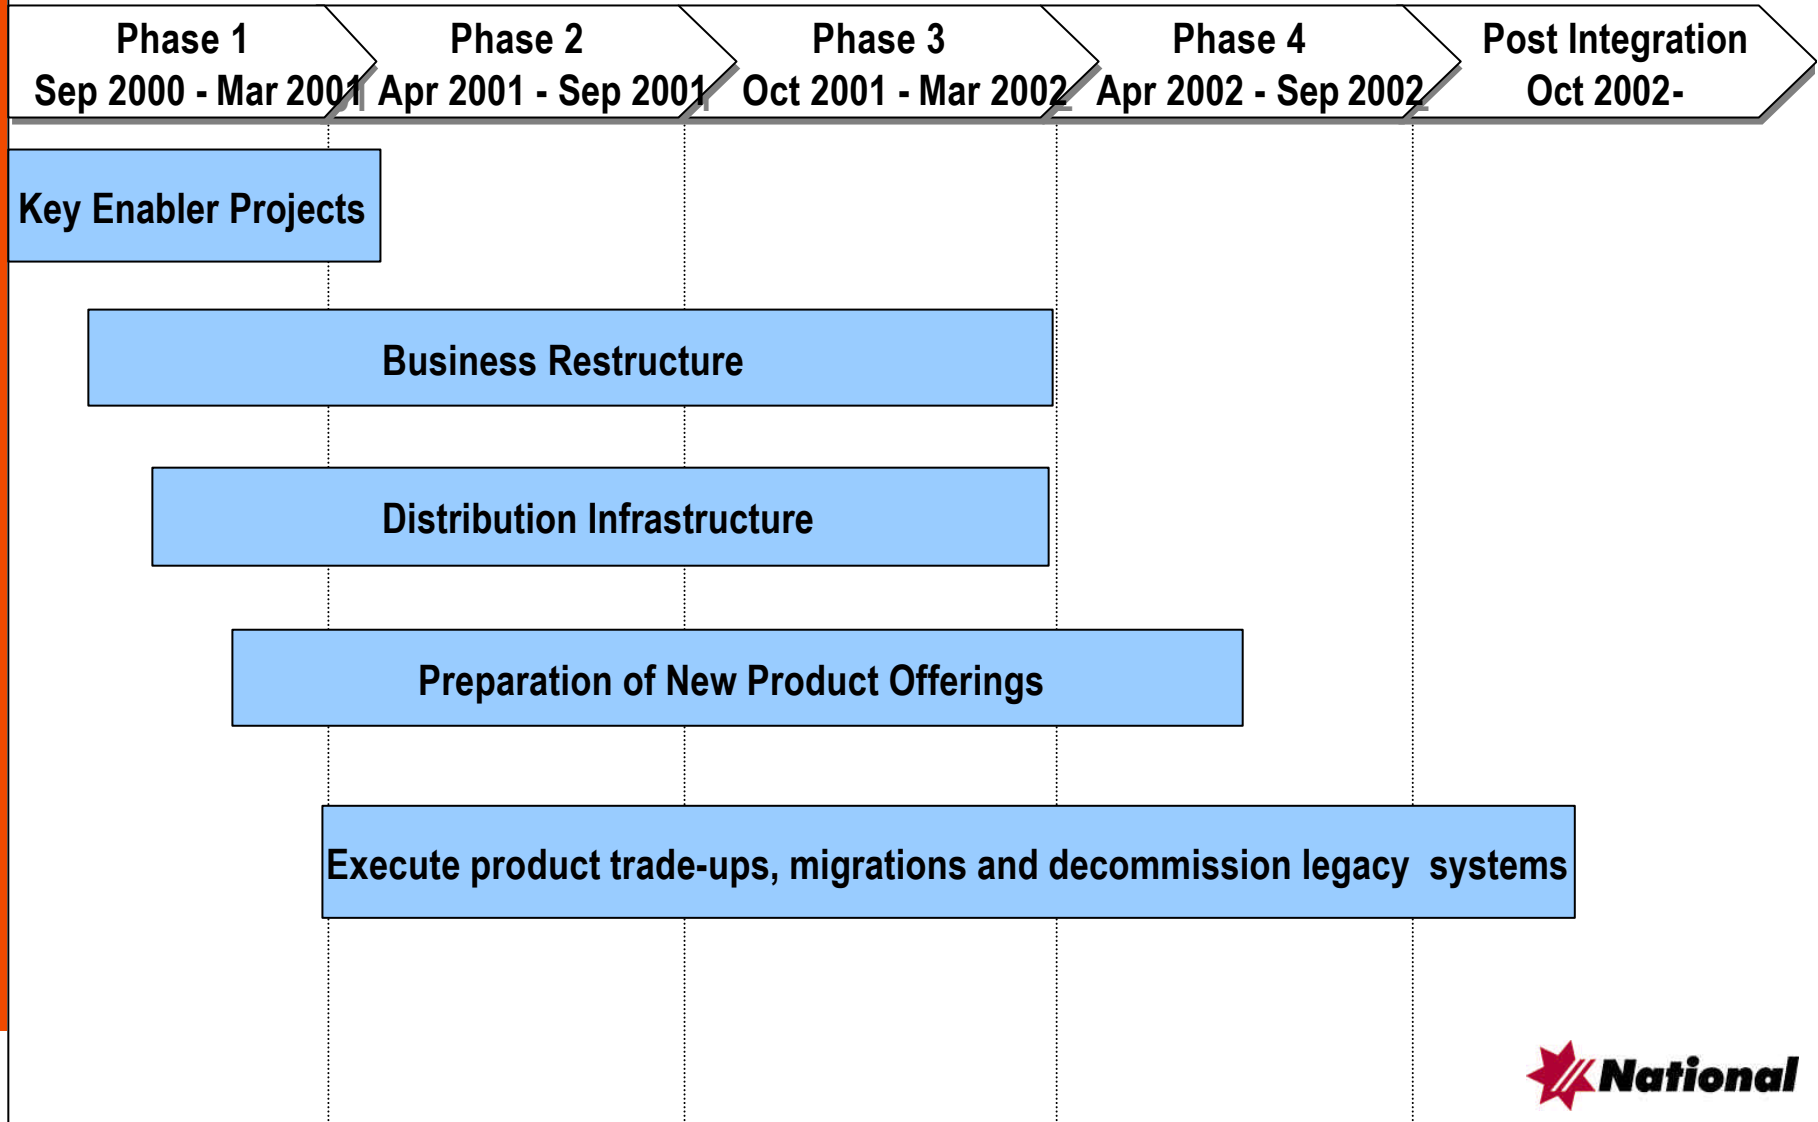 Phase 1
Sep 2000 - Mar 2001
Phase 2
Apr 2001 - Sep 2001
Phase 3
Oct 2001 - Mar 2002
Phase 4
Apr 2002 - Sep 2002
Post Integration
Oct 2002-
Key Enabler Projects
Business Restructure
Distribution Infrastructure
Preparation of New Product Offerings
Execute product trade-ups, migrations and decommission legacy  systems
National